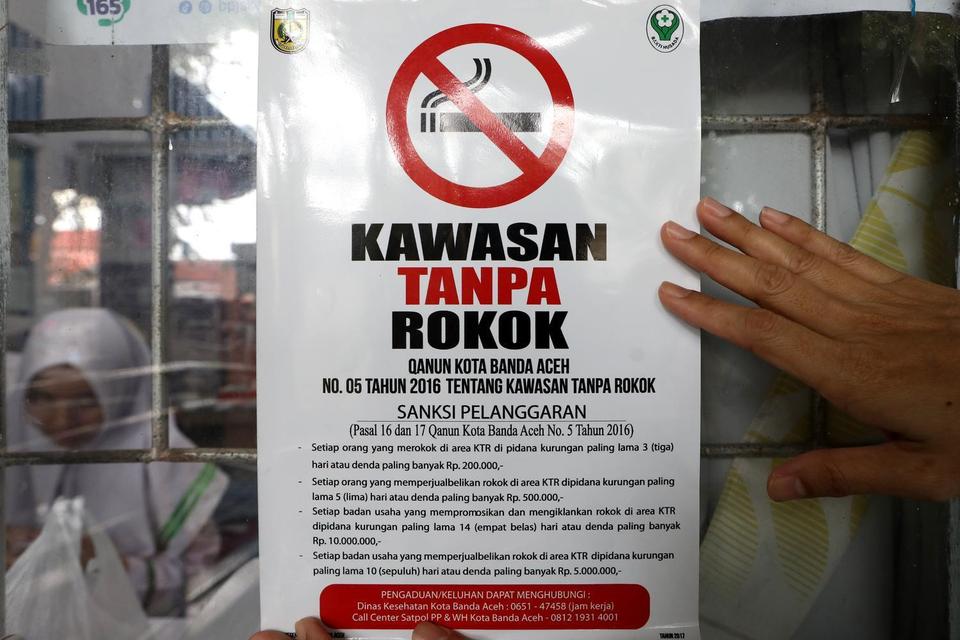 165
KAWASAN
TANPA
ROKOK
QANUN KOTA BANDA ACEH
NO. 05 TAHUN 2016 TENTANG KAWASAN TANPA ROKOK
SANKSI PELANGGARAN
(Pasal 16 dan 17 Qanun Kota Banda Aceh No. 5 Tahun 2016)
- Setiap orang yang merokok di area KTR di pidana kurungan paling lama 3 (tiga)
hari atau denda paling banyak Rp. 200.000,-
- Setiap orang yang memperjualbelikan rokok di area KTR dipidana kurungan paling
lama 5 (lima) hari atau denda paling banyak Rp. 500.000,-
- Setiap badan usaha yang mempromosikan dan mengiklankan rokok di area KTR
dipidana kurungan paling lama 14 (empat belas) hari atau denda paling banyak
Rp. 10.000.000,-
- Setiap badan usaha yang memperjualbelikan rokok di area KTR dipidana kurungan
paling lama 10 (sepuluh) hari atau denda paling banyak Rp. 5.000.000,-
PENGADUAN/KELUHAN DAPAT MENGHUBUNGI :
Dinas Kesehatan Kota Banda Aceh : 0651 - 47458 (jam kerja)
Call Center Satpol PP & WH Kota Banda Aceh - 0812 1931 4001
TAHUN 2017